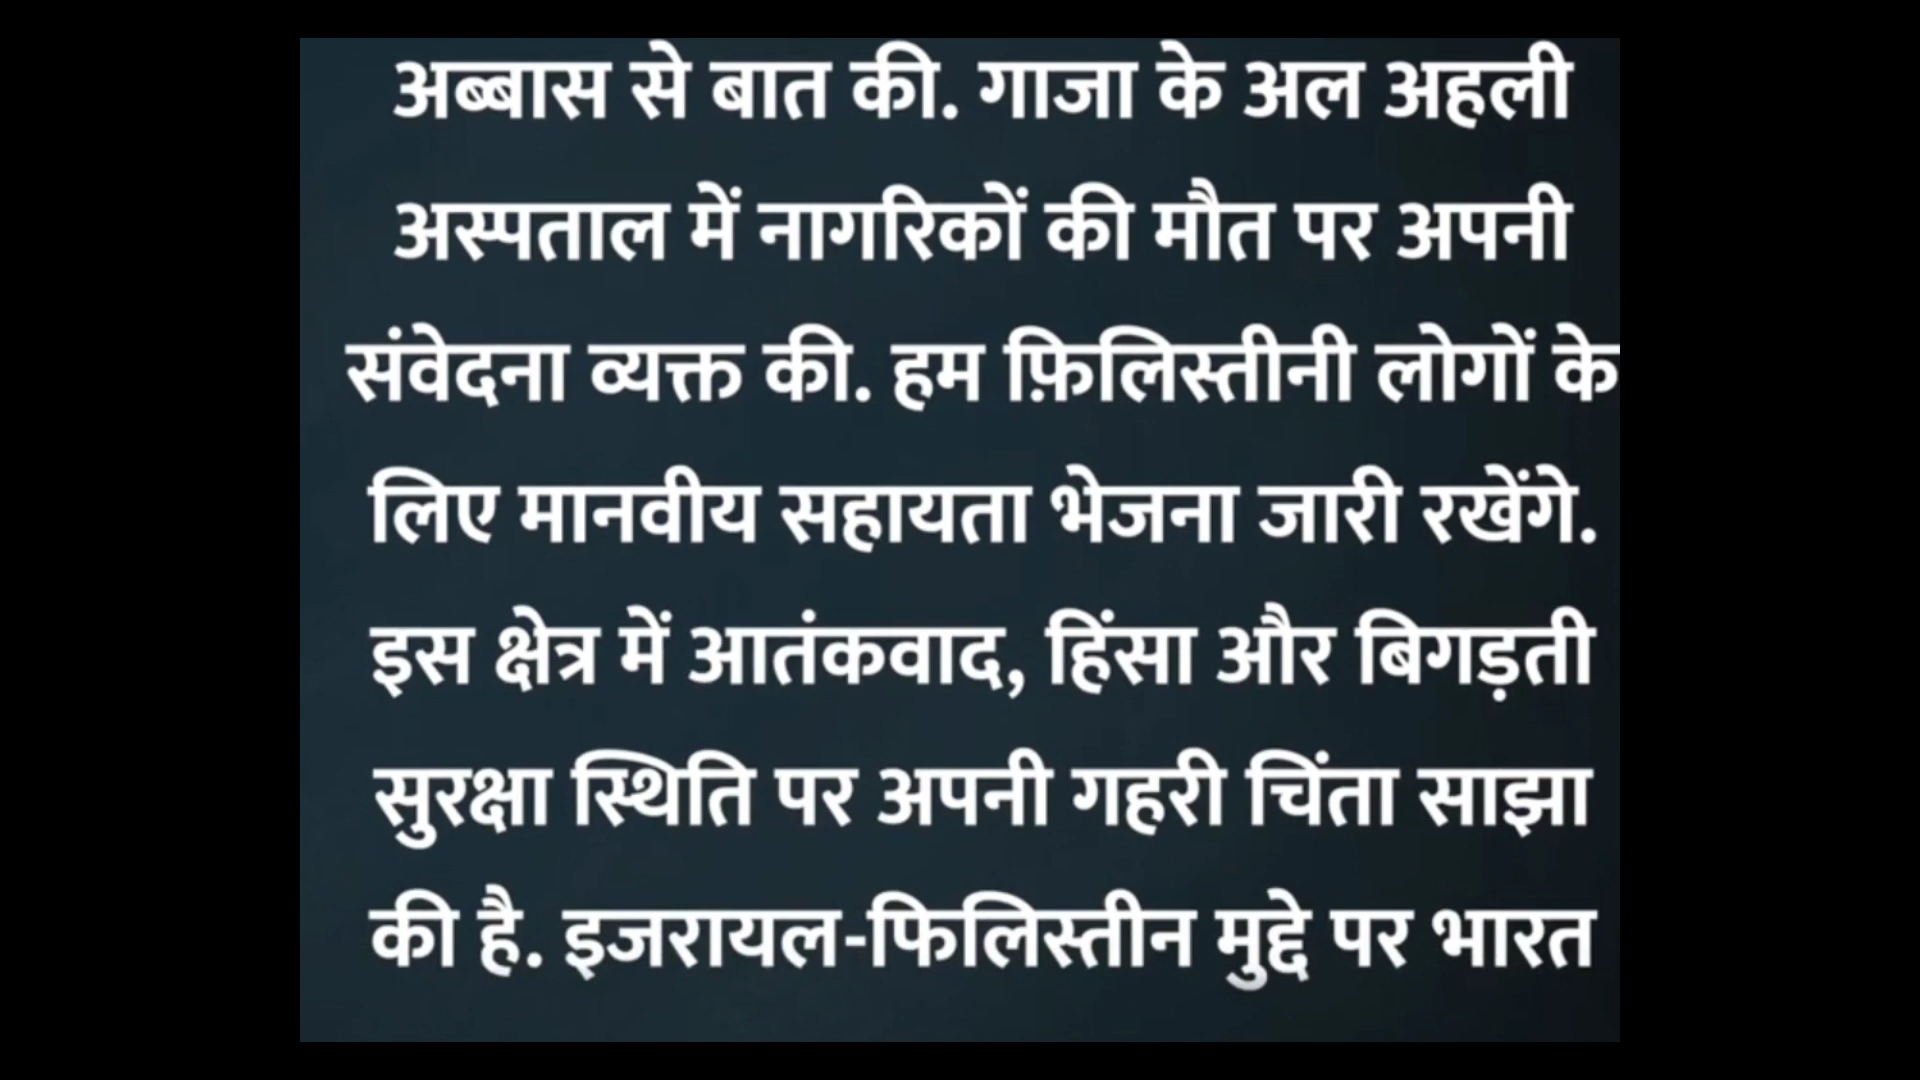 अब्बास से बात की. गाजा के अल अहली
अस्पताल में नागरिकों की मौत पर अपनी
संवेदना व्यक्त की. हम फ़िलिस्तीनी लोगों के
लिए मानवीय सहायता भेजना जारी रखेंगे.
इस क्षेत्र में आतंकवाद, हिंसा और बिगड़ती
सुरक्षा स्थिति पर अपनी गहरी चिंता साझा
की है. इजरायल-फिलिस्तीन मुद्दे पर भारत